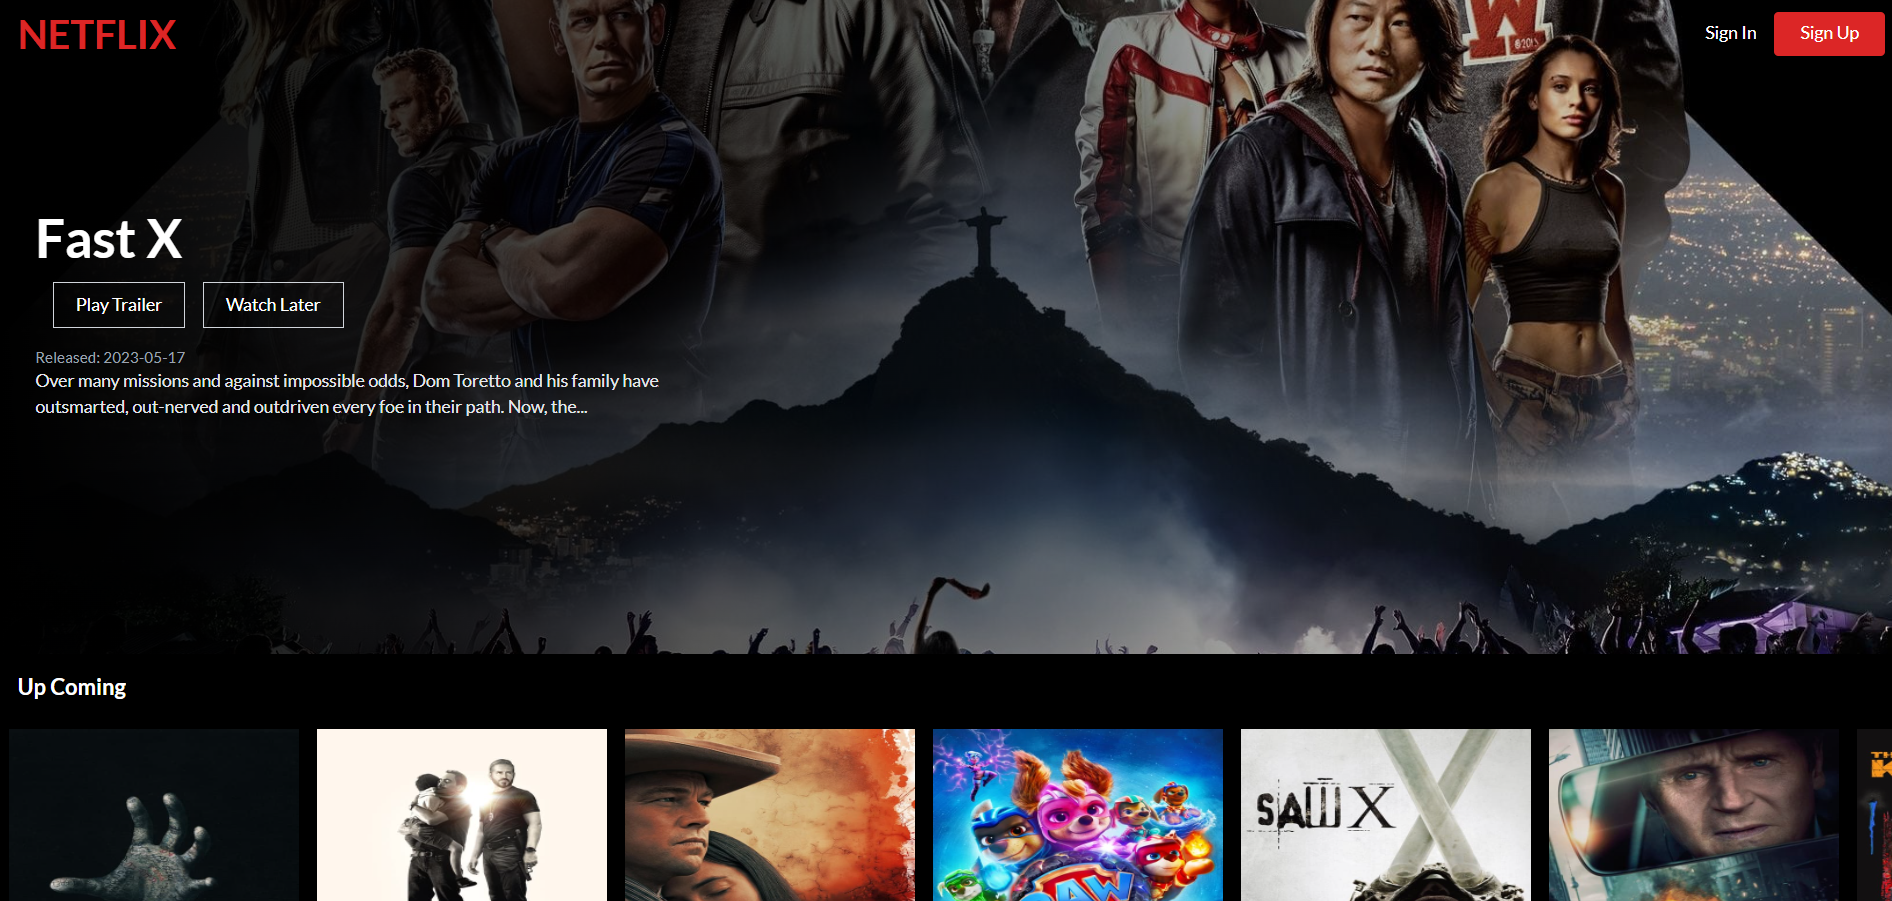 NETFLIX
Sign In
Sign Up
W
©2013
Fast X
Play Trailer
Watch Later
Released: 2023-05-17
Over many missions and against impossible odds, Dom Toretto and his family have
outsmarted, out-nerved and outdriven every foe in their path. Now, the...
Up Coming
SAW X
PAW